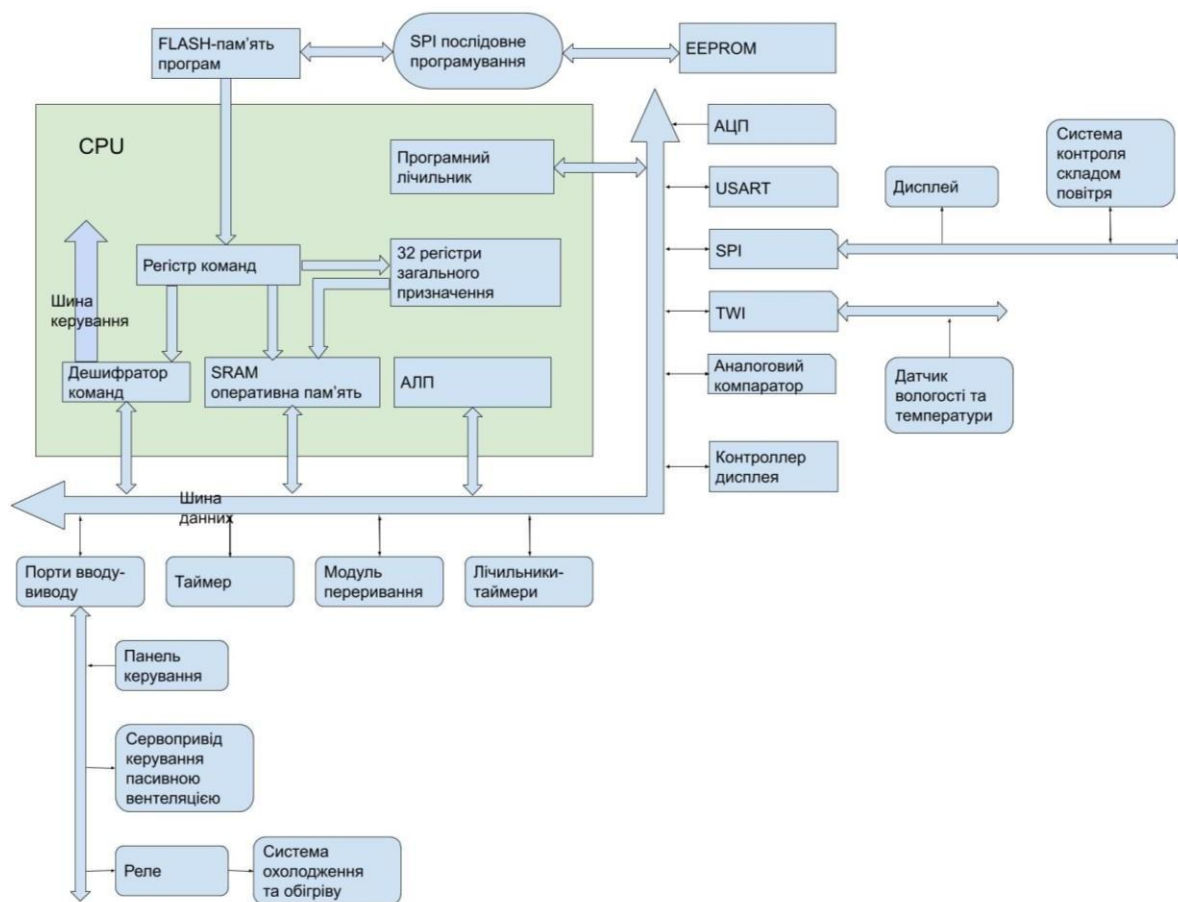 FLASH-пам’ять
програм
SPI послідовне
програмування
EEPROM
CPU
Програмний
лічильник
Регістр команд
32 регістри
загального
призначення
Шина
керування
Дешифратор
команд
SRAM
оперативна пам’ять
АЛП
АЦП
USART
SPI
TWI
Аналоговий
компаратор
Контроллер
дисплея
Дисплей
Система
контроля
складом
повітря
Датчик
вологості та
температури
Шина
данних
Порти вводу-
виводу
Таймер
Модуль
переривання
Лічильники-
таймери
Панель
керування
Сервопривід
керування
пасивною
вентеляцією
Реле
Система
охолодження
та обігріву